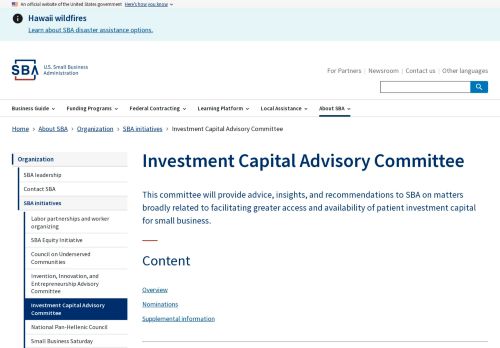 An official website of the United States government Here's how you know
Hawaii wildfires
Learn about SBA disaster assistance options.
SBA
U.S. Small Business
Administration
For Partners Newsroom Contact us Other languages
Business Guide Funding Programs Federal Contracting Learning Platform Local Assistance About SBA
Home › About SBA › Organization › SBA initiatives › Investment Capital Advisory Committee
Organization
SBA leadership
Contact SBA
SBA initiatives
Labor partnerships and worker
organizing
SBA Equity Initiative
Council on Underserved
Communities
Invention, Innovation, and
Entrepreneurship Advisory
Committee
Investment Capital Advisory
Committee
National Pan-Hellenic Council
Small Business Saturday
Investment Capital Advisory Committee
This committee will provide advice, insights, and recommendations to SBA on matters
broadly related to facilitating greater access and availability of patient investment capital
for small business.
Content
Overview
Nominations
Supplemental information